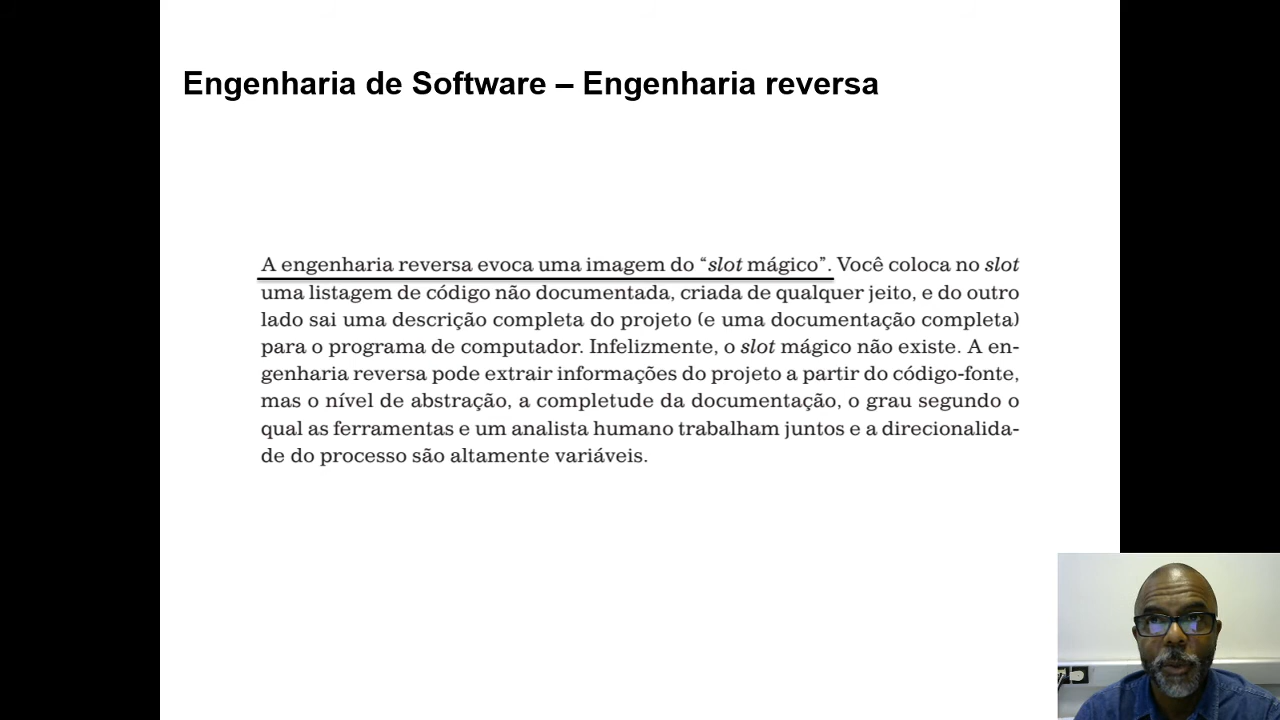 Engenharia de Software – Engenharia reversa
A engenharia reversa evoca uma imagem do “slot mágico”. Você coloca no slot
uma listagem de código não documentada, criada de qualquer jeito, e do outro
lado sai uma descrição completa do projeto (e uma documentação completa)
para o programa de computador. Infelizmente, o slot mágico não existe. A en-
genharia reversa pode extrair informações do projeto a partir do código-fonte,
mas o nível de abstração, a completude da documentação, o grau segundo o
qual as ferramentas e um analista humano trabalham juntos e a direcionalida-
de do processo são altamente variáveis.